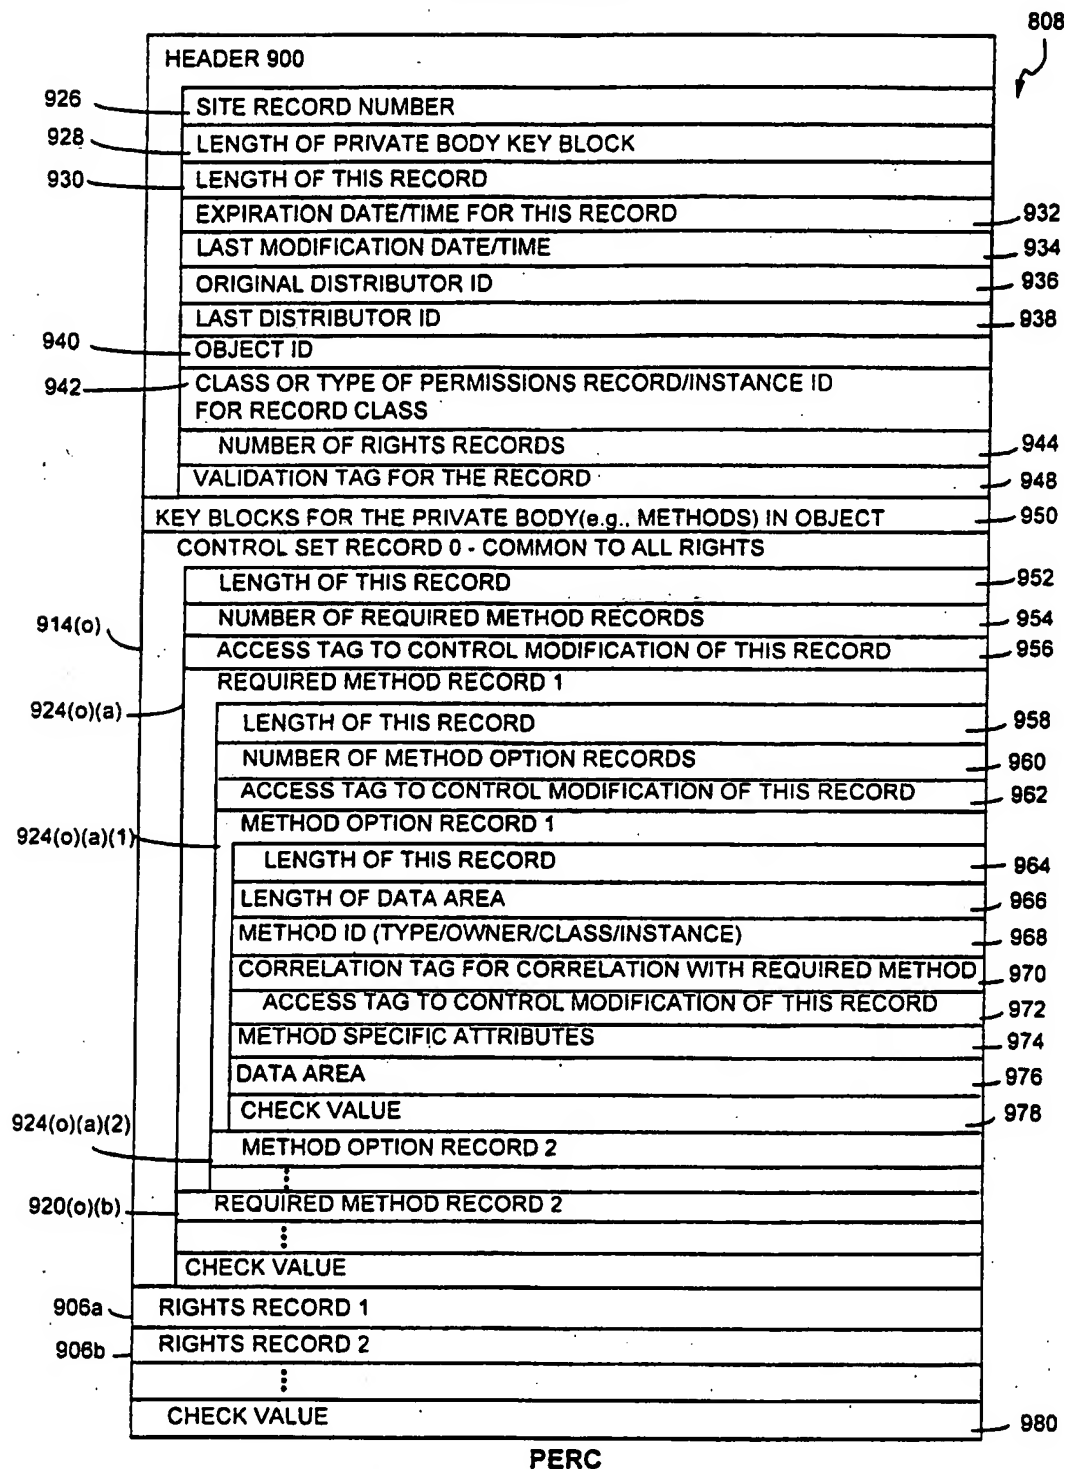 808
HEADER 900
926 SITE RECORD NUMBER
928 LENGTH OF PRIVATE BODY KEY BLOCK
930 LENGTH OF THIS RECORD
EXPIRATION DATE/TIME FOR THIS RECORD 932
LAST MODIFICATION DATE/TIME 934
ORIGINAL DISTRIBUTOR ID 936
LAST DISTRIBUTOR ID 938
940 OBJECT ID
942 CLASS OR TYPE OF PERMISSIONS RECORD/INSTANCE ID
FOR RECORD CLASS
NUMBER OF RIGHTS RECORDS 944
VALIDATION TAG FOR THE RECORD 948
KEY BLOCKS FOR THE PRIVATE BODY(e.g., METHODS) IN OBJECT 950
CONTROL SET RECORD 0 - COMMON TO ALL RIGHTS
LENGTH OF THIS RECORD 952
914(o) NUMBER OF REQUIRED METHOD RECORDS 954
ACCESS TAG TO CONTROL MODIFICATION OF THIS RECORD 956
REQUIRED METHOD RECORD 1
924(o)(a) LENGTH OF THIS RECORD 958
NUMBER OF METHOD OPTION RECORDS 960
ACCESS TAG TO CONTROL MODIFICATION OF THIS RECORD 962
924(o)(a)(1) METHOD OPTION RECORD 1
LENGTH OF THIS RECORD 964
LENGTH OF DATA AREA 966
METHOD ID (TYPE/OWNER/CLASS/INSTANCE) 968
CORRELATION TAG FOR CORRELATION WITH REQUIRED METHOD 970
ACCESS TAG TO CONTROL MODIFICATION OF THIS RECORD 972
METHOD SPECIFIC ATTRIBUTES 974
DATA AREA 976
924(o)(a)(2) CHECK VALUE 978
METHOD OPTION RECORD 2
920(o)(b) REQUIRED METHOD RECORD 2
CHECK VALUE
906a RIGHTS RECORD 1
906b RIGHTS RECORD 2
CHECK VALUE 980
PERC